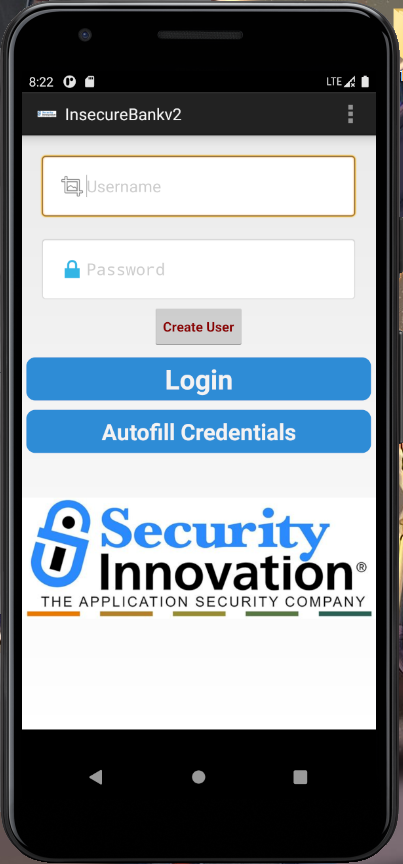 8:22
LTE
InsecureBankv2
Username
Password
Create User
Login
Autofill Credentials
Security
Innovation®
THE APPLICATION SECURITY COMPANY